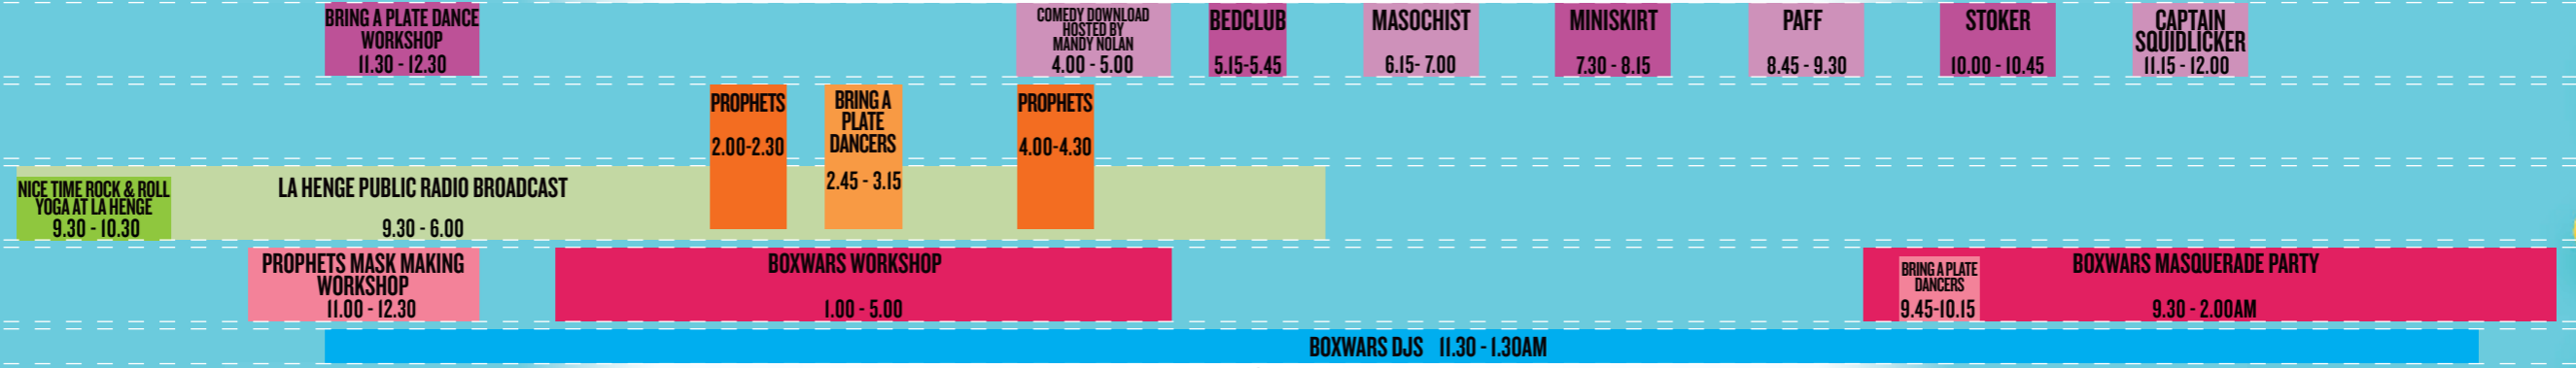 BRING A PLATE DANCE
WORKSHOP
11.30 - 12.30
COMEDY DOWNLOAD
HOSTED BY
MANDY NOLAN
4.00 - 5.00
BEDCLUB
5.15-5.45
MASOCHIST
6.15- 7.00
MINISKIRT
7.30 - 8.15
PAFF
8.45 - 9.30
STOKER
10.00 - 10.45
CAPTAIN
SQUIDLICKER
11.15 - 12.00
PROPHETS
2.00-2.30
BRING A
PLATE
DANCERS
2.45 - 3.15
PROPHETS
4.00-4.30
NICE TIME ROCK & ROLL
YOGA AT LA HENGE
9.30 - 10.30
LA HENGE PUBLIC RADIO BROADCAST
9.30 - 6.00
PROPHETS MASK MAKING
WORKSHOP
11.00 - 12.30
BOXWARS WORKSHOP
1.00 - 5.00
BRING A PLATE
DANCERS
9.45-10.15
BOXWARS MASQUERADE PARTY
9.30 - 2.00AM
BOXWARS DJS 11.30 - 1.30AM